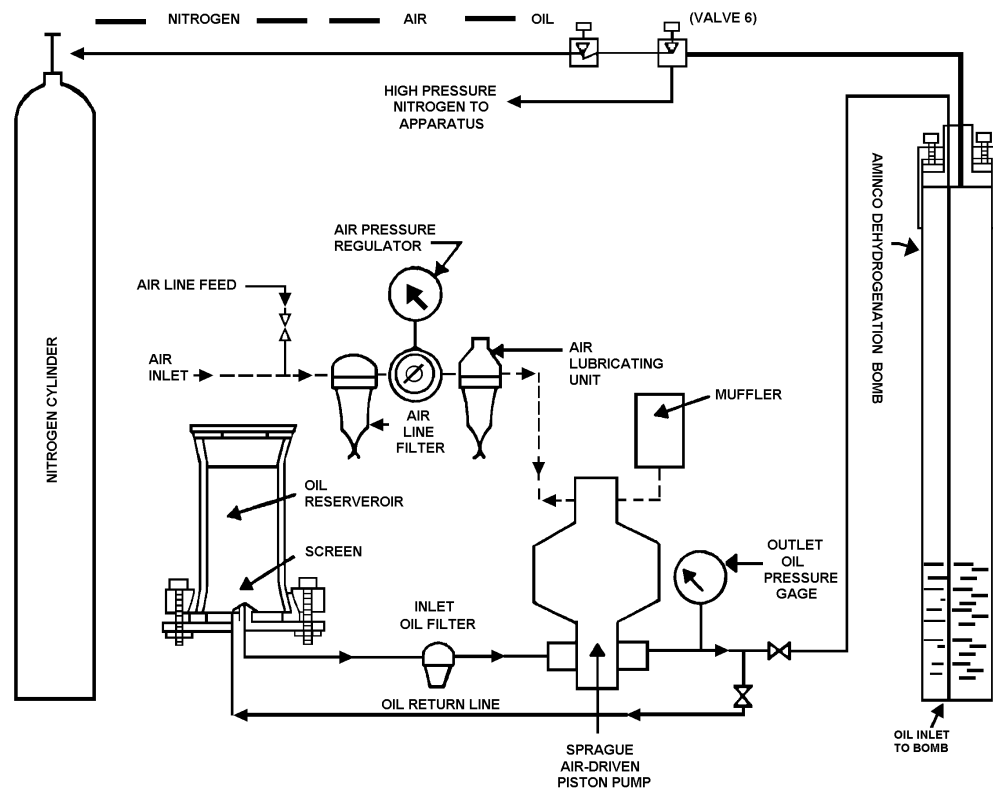 NITROGEN AIR OIL (VALVE 6)
HIGH PRESSURE
NITROGEN TO
APPARATUS
AMINCO DEHYDROGENATION BOMB
AIR PRESSURE
REGULATOR
AIR LINE FEED
NITROGEN CYLINDER
AIR
INLET
AIR
LUBRICATING
UNIT
MUFFLER
AIR
LINE
FILTER
OIL
RESERVEROIR
SCREEN
OUTLET
OIL
PRESSURE
GAGE
INLET
OIL FILTER
OIL RETURN LINE
OIL INLET
TO BOMB
SPRAGUE
AIR-DRIVEN
PISTON PUMP